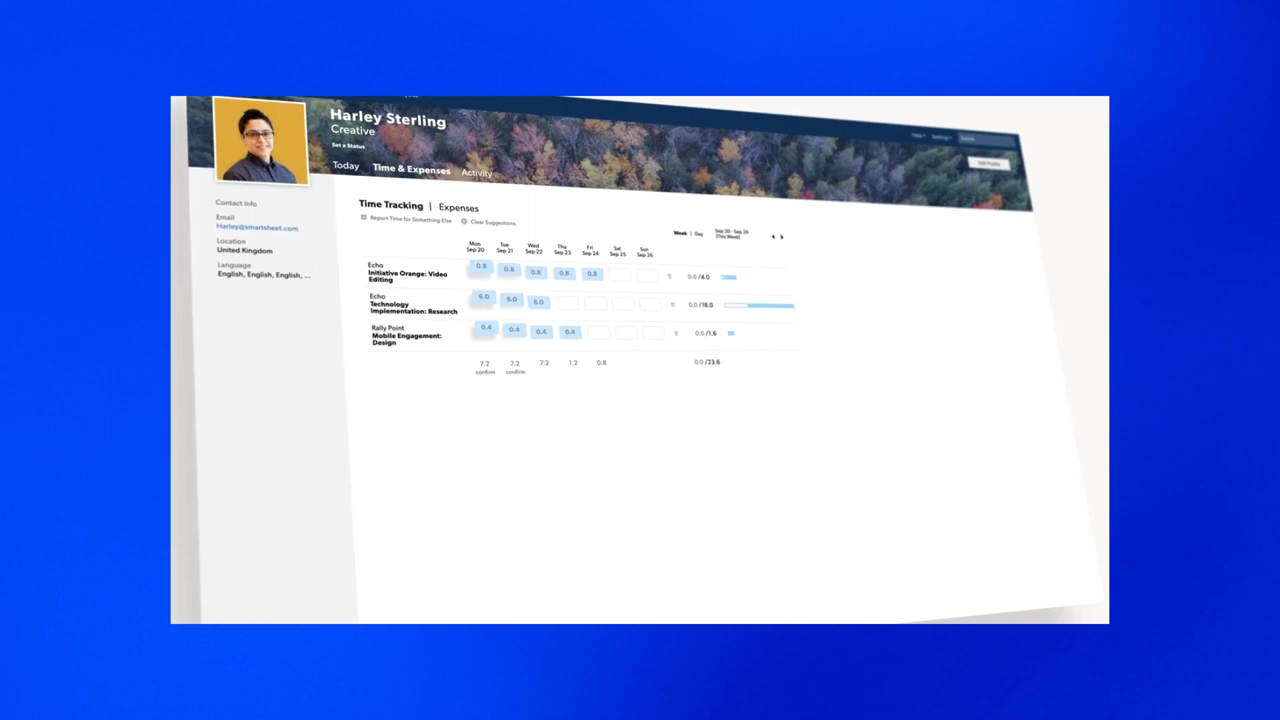 Harley Sterling
Creative
Set a Status
Today Time & Expenses Activity
Help Settings Search
Edit Profile
Contact Info
Email
Harley@smartsheet.com
Location
United Kingdom
Language
English, English, English, ...
Time Tracking | Expenses
Report Time for Something Else Clear Suggestions
Week | Day Sep 20 - Sep 26
(This Week)
Mon Tue Wed Thu Fri Sat Sun
Sep 20 Sep 21 Sep 22 Sep 23 Sep 24 Sep 25 Sep 26
Echo
Initiative Orange: Video
Editing
0.8 0.8 0.8 0.8 0.8 0.0 /4.0
Echo
Technology
Implementation: Research
6.0 6.0 6.0 0.0 /18.0
Rally Point
Mobile Engagement:
Design
0.4 0.4 0.4 0.4 0.0 /1.6
7.2 7.2 7.2 1.2 0.8 0.0 /23.6
confirm confirm